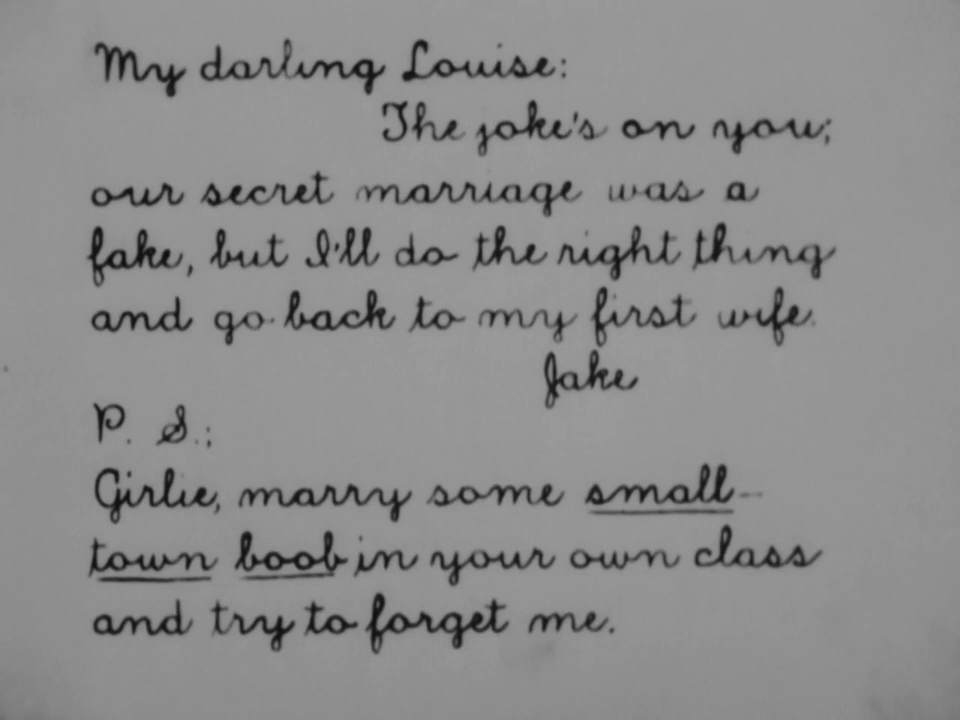 My darling Louise:
The joke's on you;
our secret marriage was a
fake, but I'll do the right thing
and go back to my first wife.
Jake
P. S.:
Girlie, marry some small-
town boob in your own class
and try to forget me.